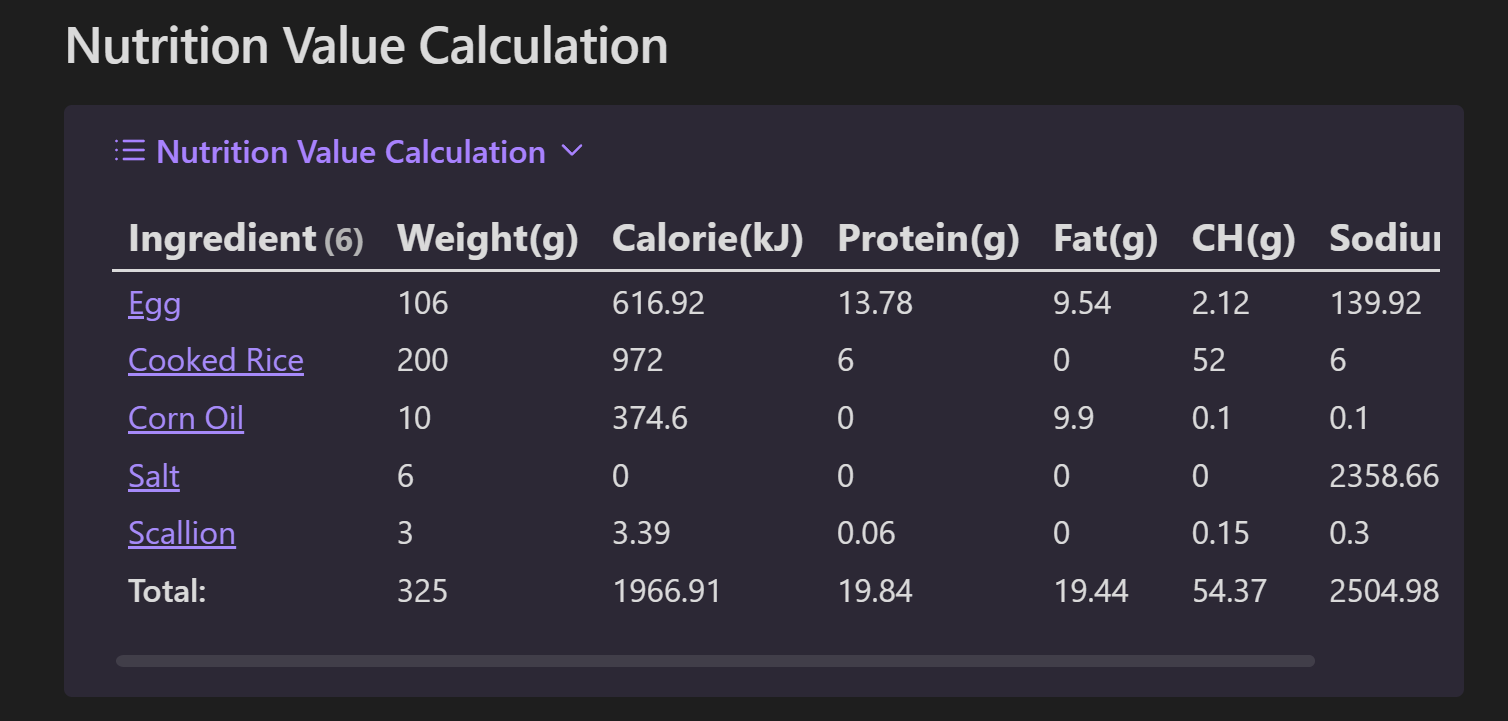 Nutrition Value Calculation
Nutrition Value Calculation
Ingredient (6) Weight(g) Calorie(kJ) Protein(g) Fat(g) CH(g) Sodiu
Egg 106 616.92 13.78 9.54 2.12 139.92
Cooked Rice 200 972 6 0 52 6
Corn Oil 10 374.6 0 9.9 0.1 0.1
Salt 6 0 0 0 0 2358.66
Scallion 3 3.39 0.06 0 0.15 0.3
Total: 325 1966.91 19.84 19.44 54.37 2504.98